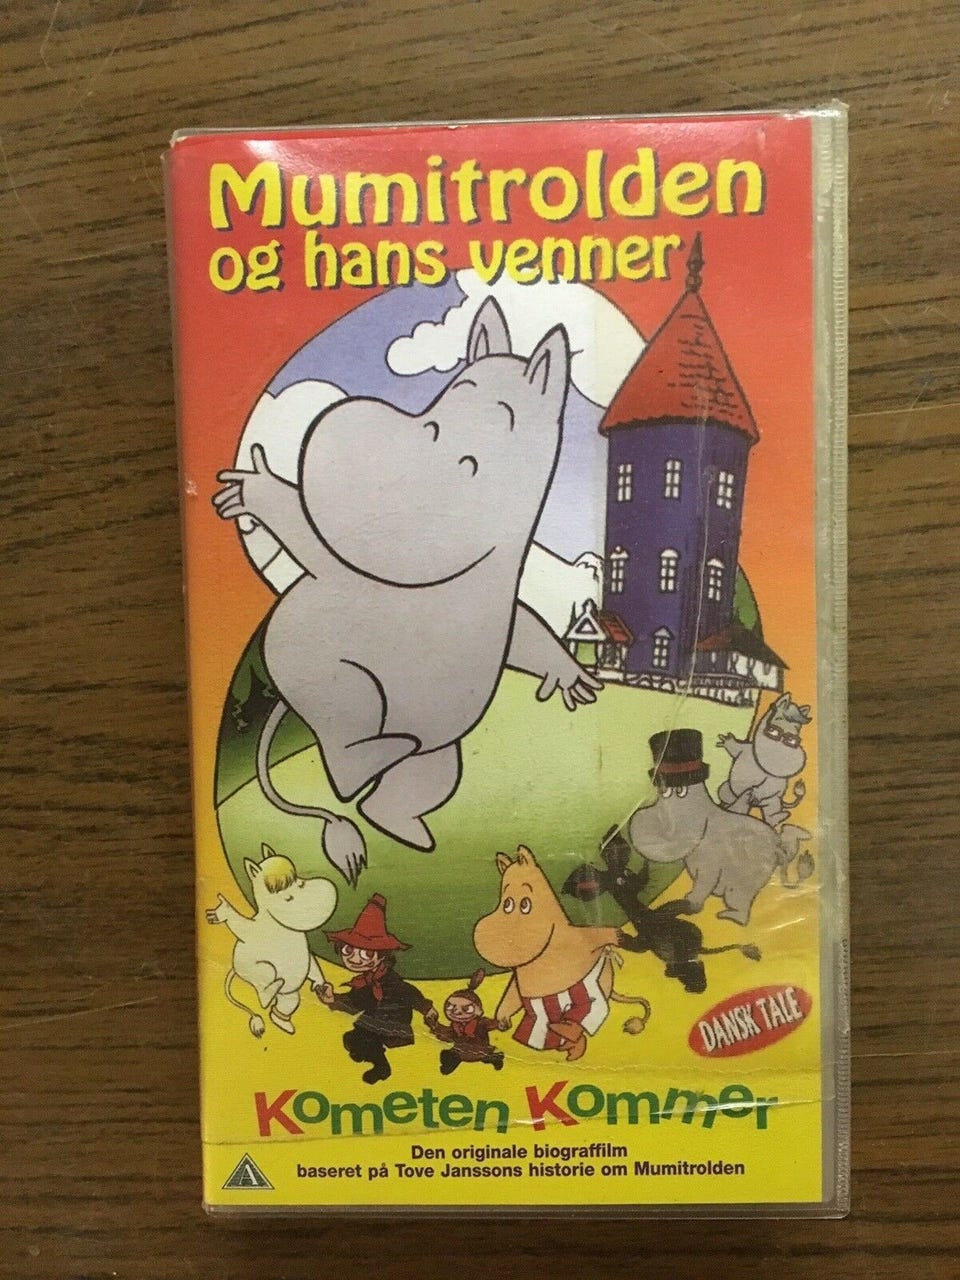 Mumitrolden
og hans venner
DANSK TALE
Kometen Kommer
Den originale biograffilm
baseret på Tove Janssons historie om Mumitrolden
A